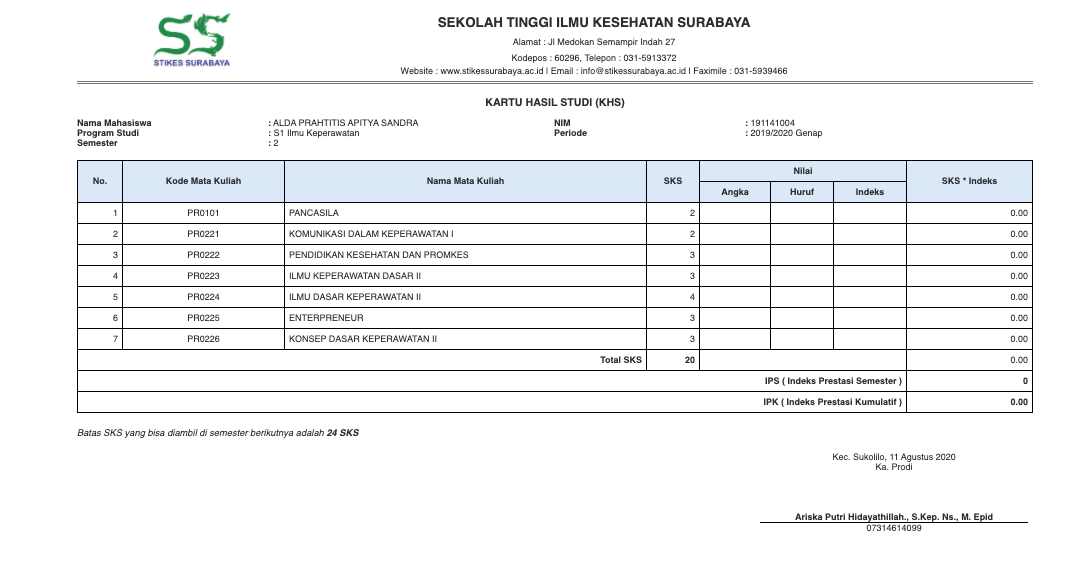 STIKES SURABAYA
SEKOLAH TINGGI ILMU KESEHATAN SURABAYA
Alamat : Jl Medokan Semampir Indah 27
Kodepos : 60296, Telepon : 031-5913372
Website : www.stikessurabaya.ac.id | Email : info@stikessurabaya.ac.id | Faximile : 031-5939466
KARTU HASIL STUDI (KHS)
Nama Mahasiswa : ALDA PRAHTITIS APITYA SANDRA NIM : 191141004
Program Studi : S1 Ilmu Keperawatan Periode : 2019/2020 Genap
Semester : 2
No. Kode Mata Kuliah Nama Mata Kuliah SKS Nilai SKS * Indeks
Angka Huruf Indeks
1 PR0101 PANCASILA 2 0.00
2 PR0221 KOMUNIKASI DALAM KEPERAWATAN I 2 0.00
3 PR0222 PENDIDIKAN KESEHATAN DAN PROMKES 3 0.00
4 PR0223 ILMU KEPERAWATAN DASAR II 3 0.00
5 PR0224 ILMU DASAR KEPERAWATAN II 4 0.00
6 PR0225 ENTERPRENEUR 3 0.00
7 PR0226 KONSEP DASAR KEPERAWATAN II 3 0.00
Total SKS 20 0.00
IPS ( Indeks Prestasi Semester ) 0
IPK ( Indeks Prestasi Kumulatif ) 0.00
Batas SKS yang bisa diambil di semester berikutnya adalah 24 SKS
Kec. Sukolilo, 11 Agustus 2020
Ka. Prodi
Ariska Putri Hidayathillah., S.Kep. Ns., M. Epid
07314614099